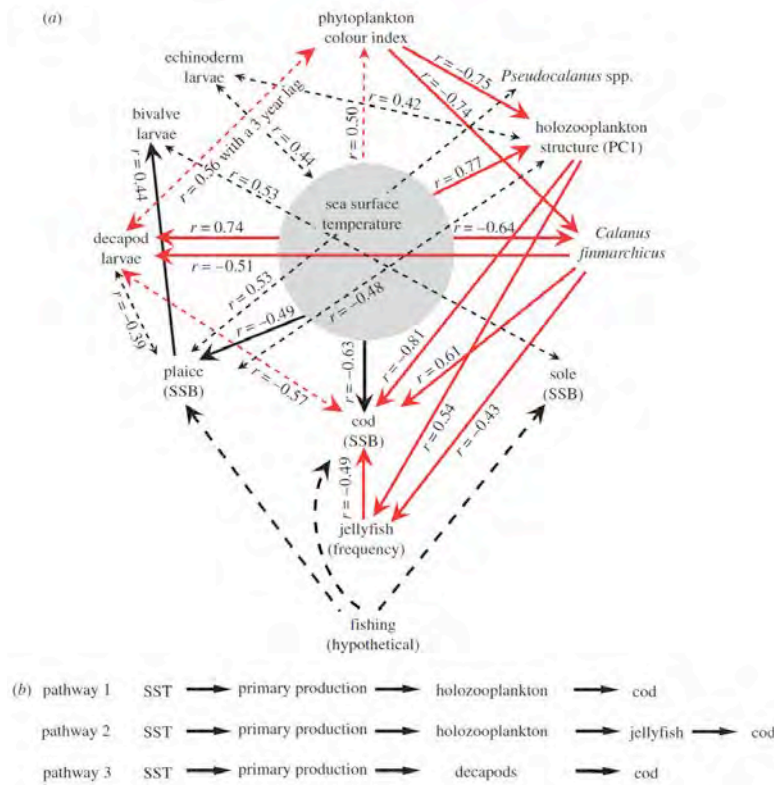 (a)
phytoplankton
colour index
echinoderm
larvae
Pseudocalanus spp.
bivalve
larvae
holozooplankton
structure (PC1)
r = −0.75
r = −0.74
r = 0.42
r = 0.50
r = 0.56 with a 3 year lag
r = 0.44
r = 0.77
r = 0.44
r = 0.53
sea surface
temperature
decapod
larvae
r = 0.74
r = −0.64
Calanus
finmarchicus
r = −0.51
r = −0.39
r = 0.53
r = −0.48
r = −0.49
r = −0.63
r = −0.81
r = 0.61
plaice
(SSB)
r = −0.57
sole
(SSB)
cod
(SSB)
r = 0.54
r = −0.43
r = −0.49
jellyfish
(frequency)
fishing
(hypothetical)
(b) pathway 1 SST primary production holozooplankton cod
pathway 2 SST primary production holozooplankton jellyfish cod
pathway 3 SST primary production decapods cod